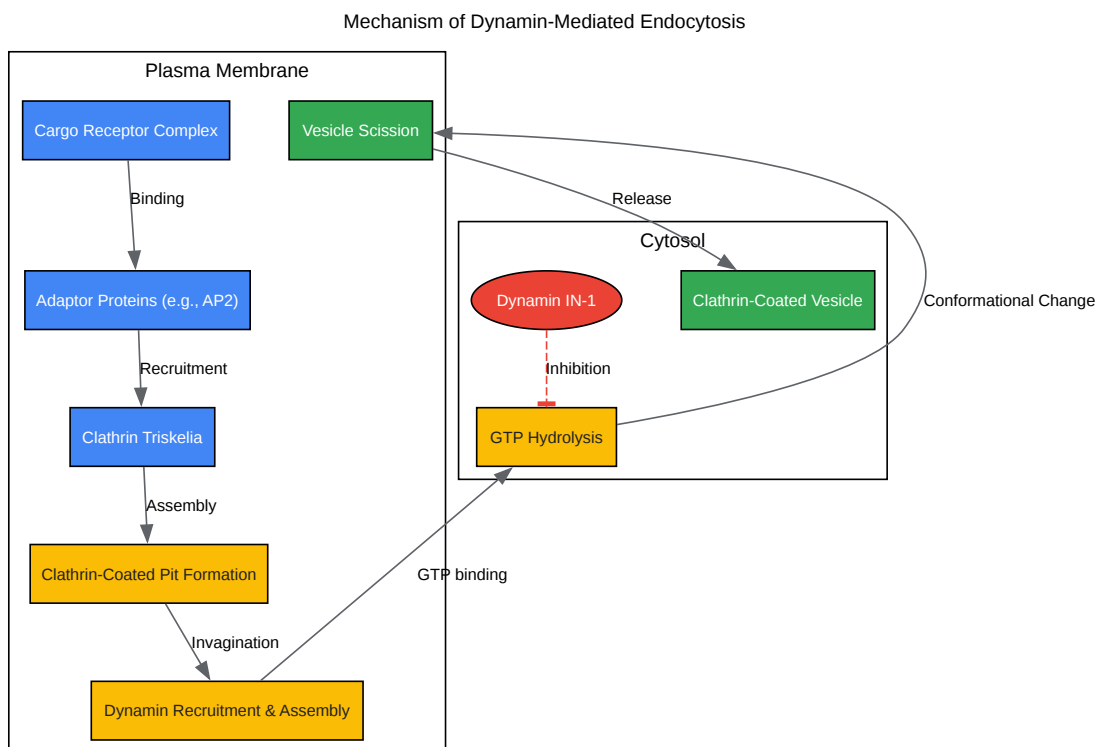 Mechanism of Dynamin-Mediated Endocytosis
Plasma Membrane
Cargo Receptor Complex
Vesicle Scission
Binding
Release
Cytosol
Adaptor Proteins (e.g., AP2)
Dynamin IN-1
Clathrin-Coated Vesicle
Conformational Change
Recruitment
Inhibition
Clathrin Triskelia
GTP Hydrolysis
Assembly
Clathrin-Coated Pit Formation
GTP binding
Invagination
Dynamin Recruitment & Assembly